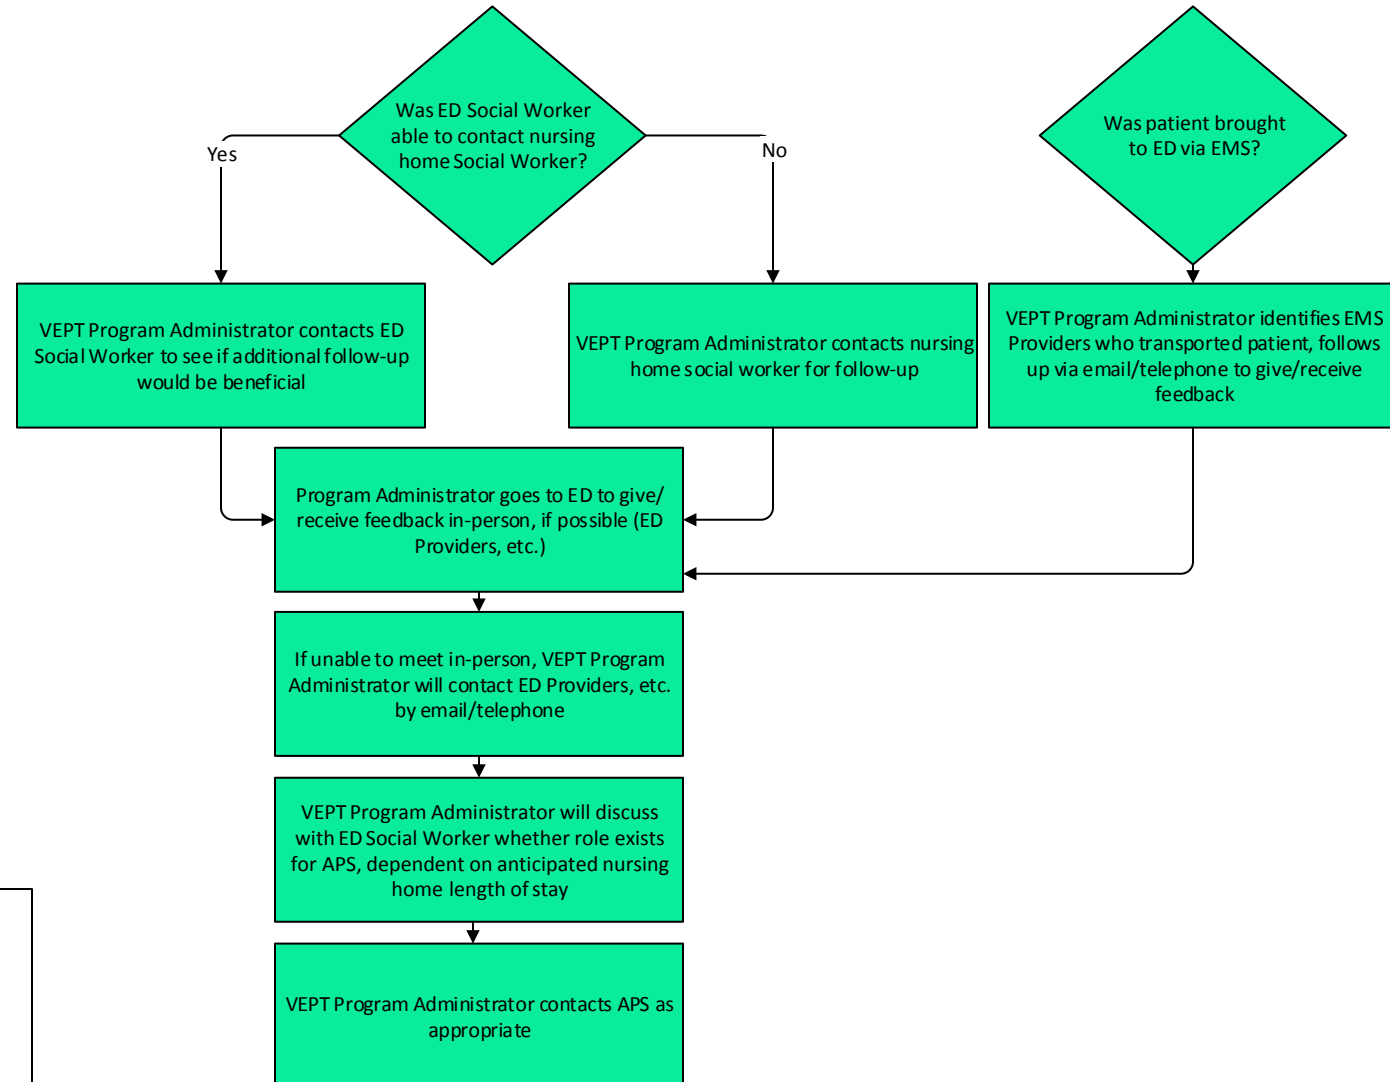 Was ED Social Worker
able to contact nursing
home Social Worker?
Was patient brought
to ED via EMS?
Yes
No
VEPT Program Administrator contacts ED
Social Worker to see if additional follow-up
would be beneficial
VEPT Program Administrator contacts nursing
home social worker for follow-up
VEPT Program Administrator identifies EMS
Providers who transported patient, follows
up via email/telephone to give/receive
feedback
Program Administrator goes to ED to give/
receive feedback in-person, if possible (ED
Providers, etc.)
If unable to meet in-person, VEPT Program
Administrator will contact ED Providers, etc.
by email/telephone
VEPT Program Administrator will discuss
with ED Social Worker whether role exists
for APS, dependent on anticipated nursing
home length of stay
VEPT Program Administrator contacts APS as
appropriate